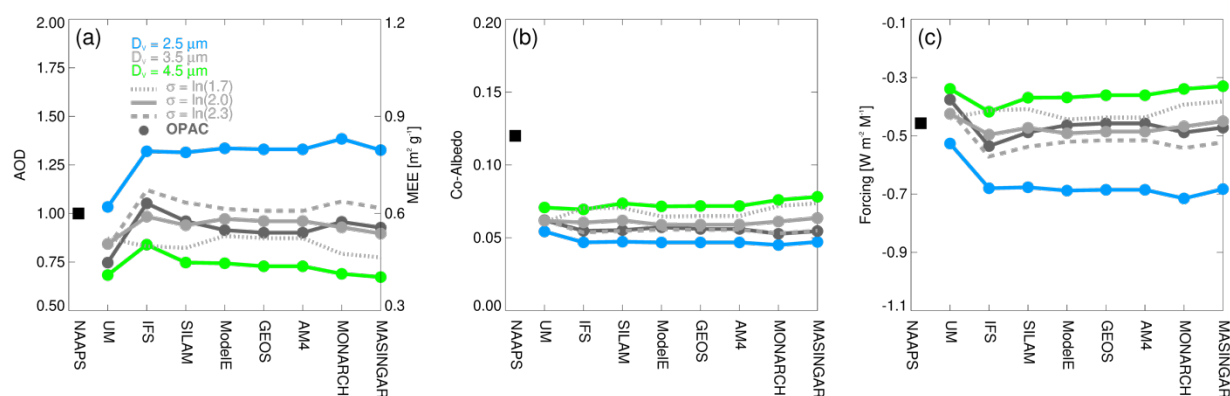 (a)
2.00
1.75
1.50
1.25
1.00
0.75
0.50
AOD
Dᵥ = 2.5 μm
Dᵥ = 3.5 μm
Dᵥ = 4.5 μm
σ = ln(1.7)
σ = ln(2.0)
σ = ln(2.3)
OPAC
1.2
0.9
0.6
0.3
MEE [m² g⁻¹]
NAAPS
UM
IFS
SILAM
ModelE
GEOS
AM4
MONARCH
MASINGAR
(b)
0.20
0.15
0.10
0.05
0.00
Co-Albedo
NAAPS
UM
IFS
SILAM
ModelE
GEOS
AM4
MONARCH
MASINGAR
(c)
-0.1
-0.3
-0.5
-0.7
-0.9
-1.1
Forcing [W m⁻² M⁻¹]
NAAPS
UM
IFS
SILAM
ModelE
GEOS
AM4
MONARCH
MASINGAR